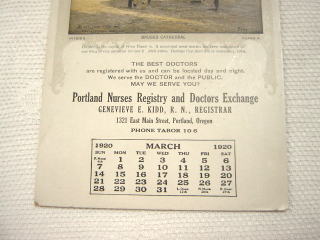 BRUGES CATHEDRAL
THE BEST DOCTORS
are registered with us and can be located day and night.
We serve the DOCTOR and the PUBLIC.
MAY WE SERVE YOU?
Portland Nurses Registry and Doctors Exchange
GENEVIEVE E. KIDD, R. N., REGISTRAR
1321 East Main Street, Portland, Oregon
PHONE TABOR 10-6
1920 MARCH 1920
SUN MON TUE WED THU FRI SAT
1 2 3 4 5 6
7 8 9 10 11 12 13
14 15 16 17 18 19 20
21 22 23 24 25 26 27
28 29 30 31